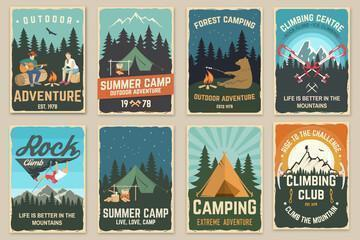 OUTDOOR
ADVENTURE
EST. 1978
SUMMER CAMP
OUTDOOR ADVENTURE
19 78
FOREST CAMPING
OUTDOOR ADVENTURE
CLIMBING CENTRE
LIFE IS BETTER IN THE
MOUNTAINS
Rock
Climb
LIFE IS BETTER IN THE
MOUNTAINS
SUMMER CAMP
LIVE, LOVE, CAMP
CAMPING
EXTREME ADVENTURE
RISE TO THE CHALLENGE
CLIMBING
CLUB
CLIMB THE MOUNTAIN